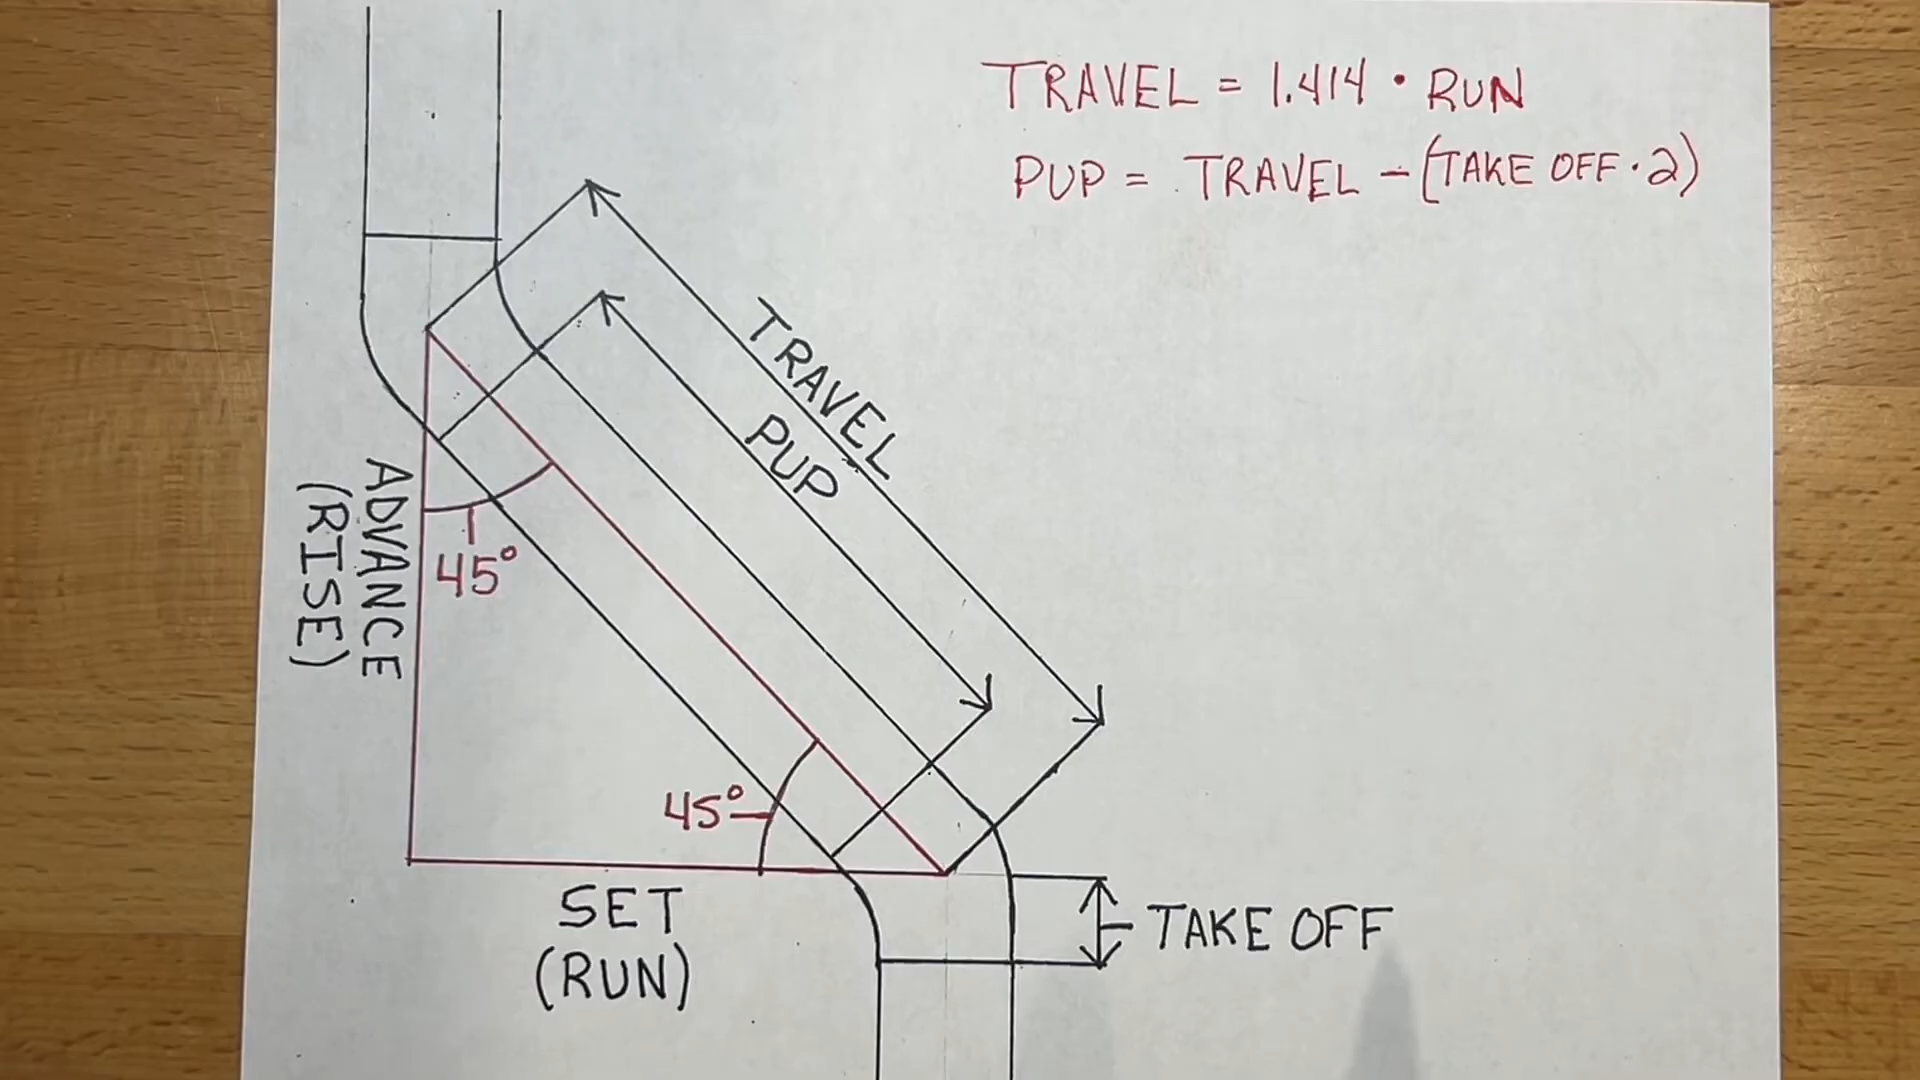 TRAVEL = 1.414 • RUN
PUP = TRAVEL - (TAKE OFF • 2)
TRAVEL
PUP
ADVANCE
(RISE)
45°
45°
SET
(RUN)
TAKE OFF